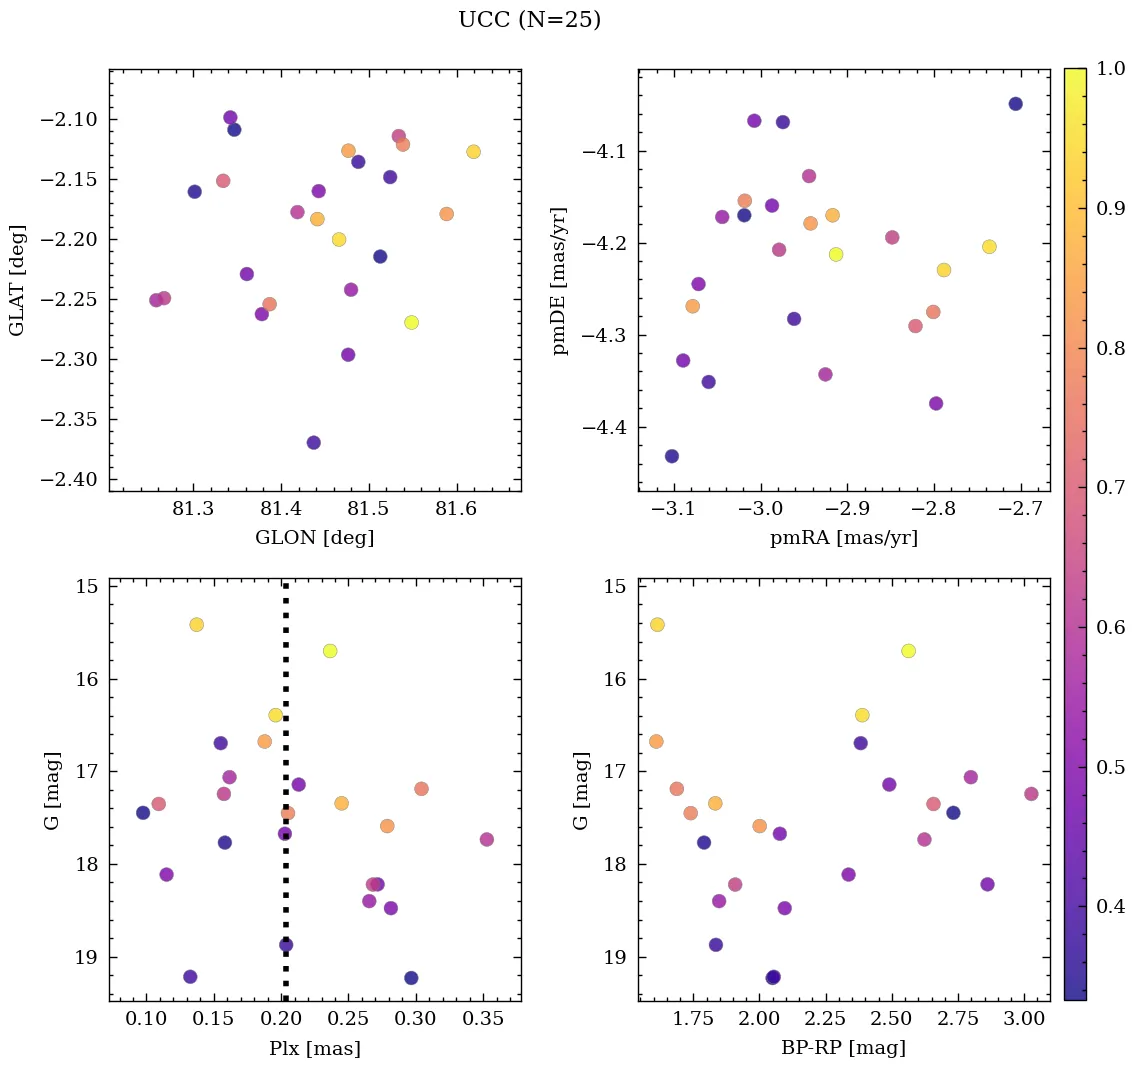 UCC (N=25)
−2.10
−2.15
−2.20
−2.25
−2.30
−2.35
−2.40
GLAT [deg]
81.3 81.4 81.5 81.6
GLON [deg]
−4.1
−4.2
−4.3
−4.4
pmDE [mas/yr]
−3.1 −3.0 −2.9 −2.8 −2.7
pmRA [mas/yr]
15
16
17
18
19
G [mag]
0.10 0.15 0.20 0.25 0.30 0.35
Plx [mas]
15
16
17
18
19
G [mag]
1.75 2.00 2.25 2.50 2.75 3.00
BP-RP [mag]
1.0
0.9
0.8
0.7
0.6
0.5
0.4